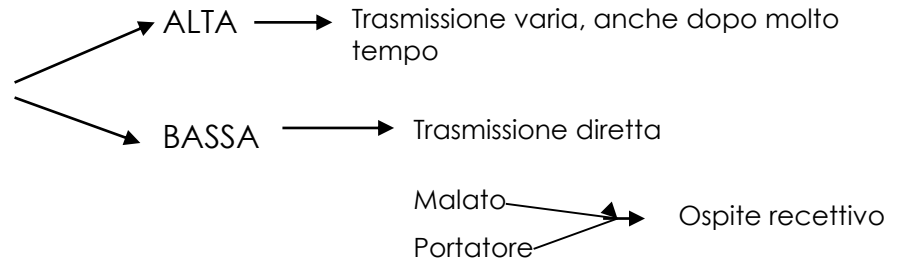 ALTA
Trasmissione varia, anche dopo molto
tempo
BASSA
Trasmissione diretta
Malato
Ospite recettivo
Portatore